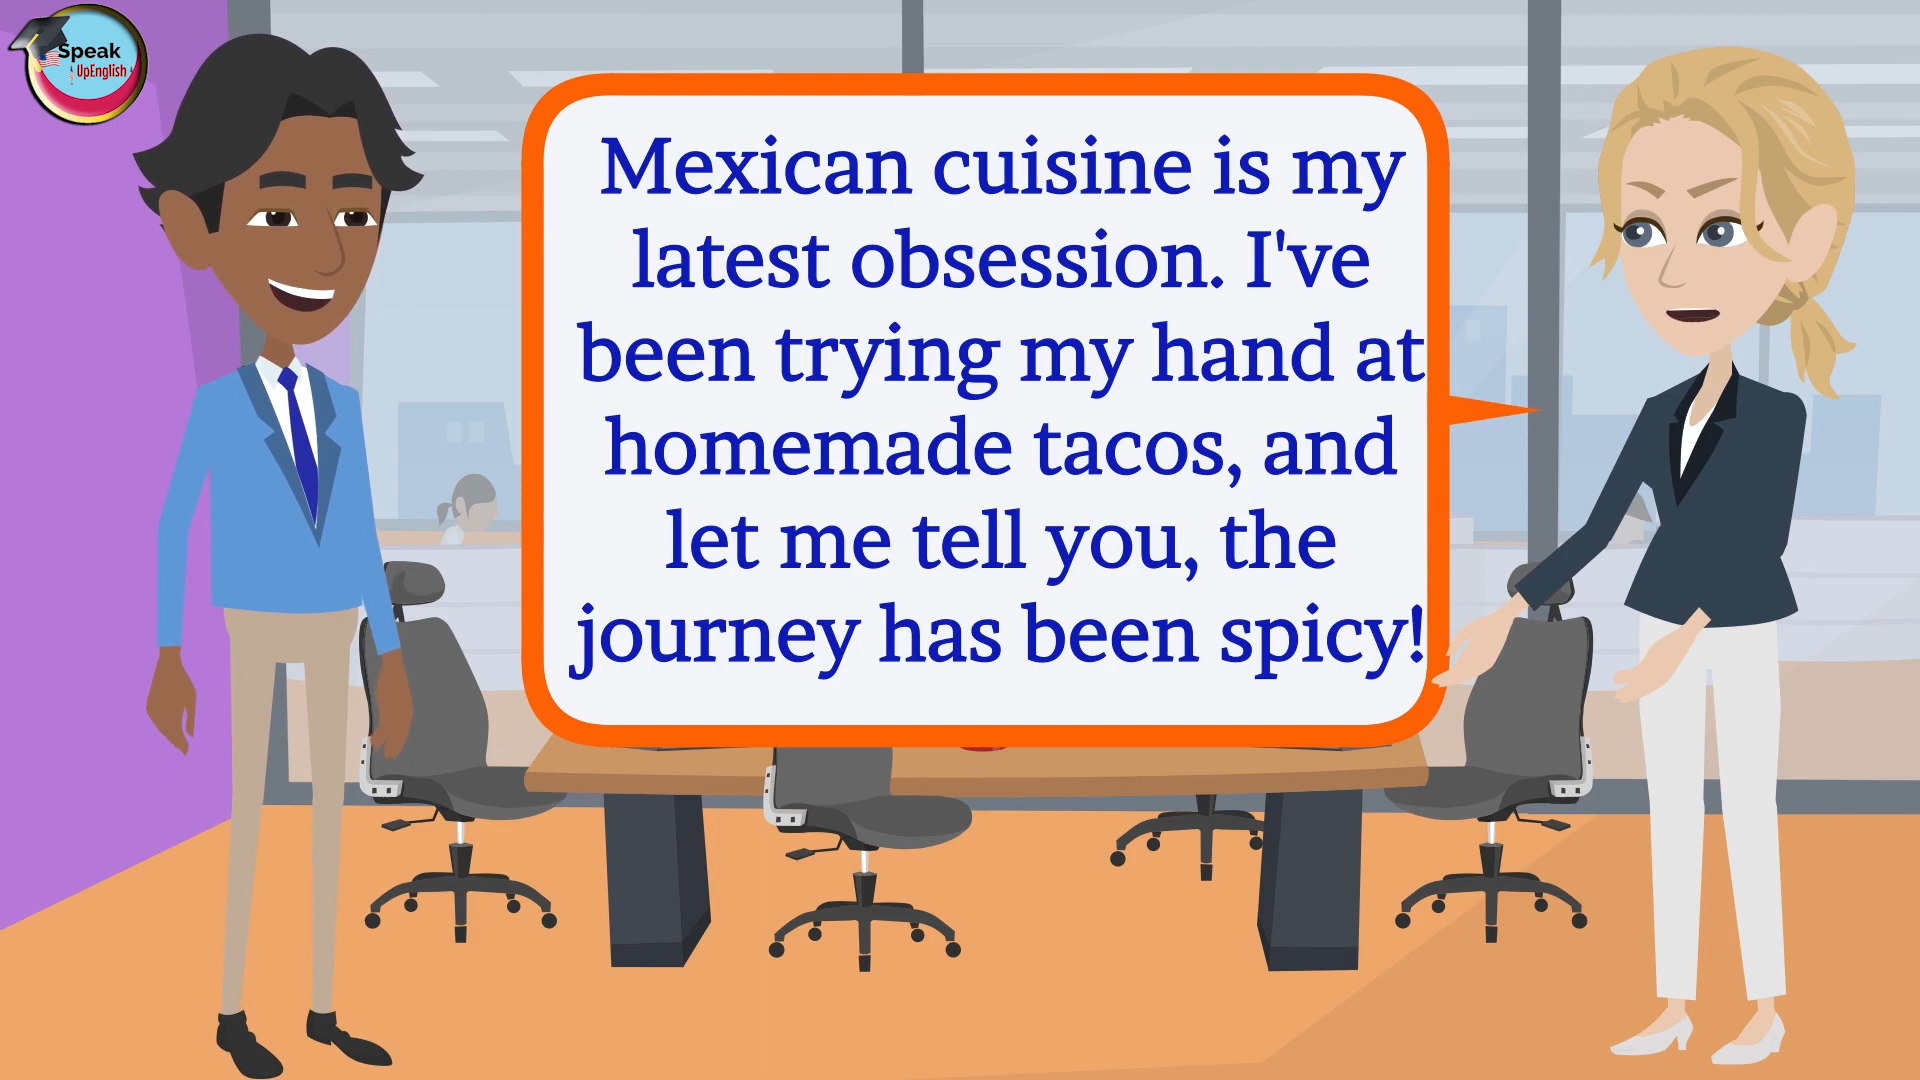 Speak
UpEnglish
Mexican cuisine is my
latest obsession. I've
been trying my hand at
homemade tacos, and
let me tell you, the
journey has been spicy!